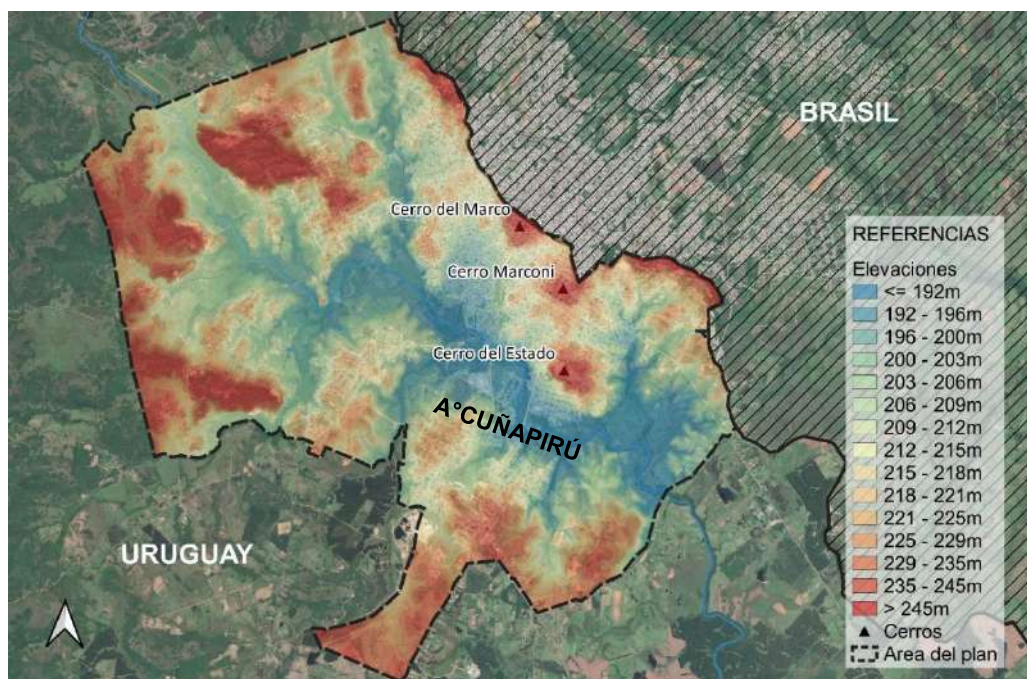 BRASIL
Cerro del Marco
Cerro Marconi
Cerro del Estado
A°CUÑAPIRÚ
URUGUAY
REFERENCIAS
Elevaciones
<= 192m
192 - 196m
196 - 200m
200 - 203m
203 - 206m
206 - 209m
209 - 212m
212 - 215m
215 - 218m
218 - 221m
221 - 225m
225 - 229m
229 - 235m
235 - 245m
> 245m
Cerros
Area del plan